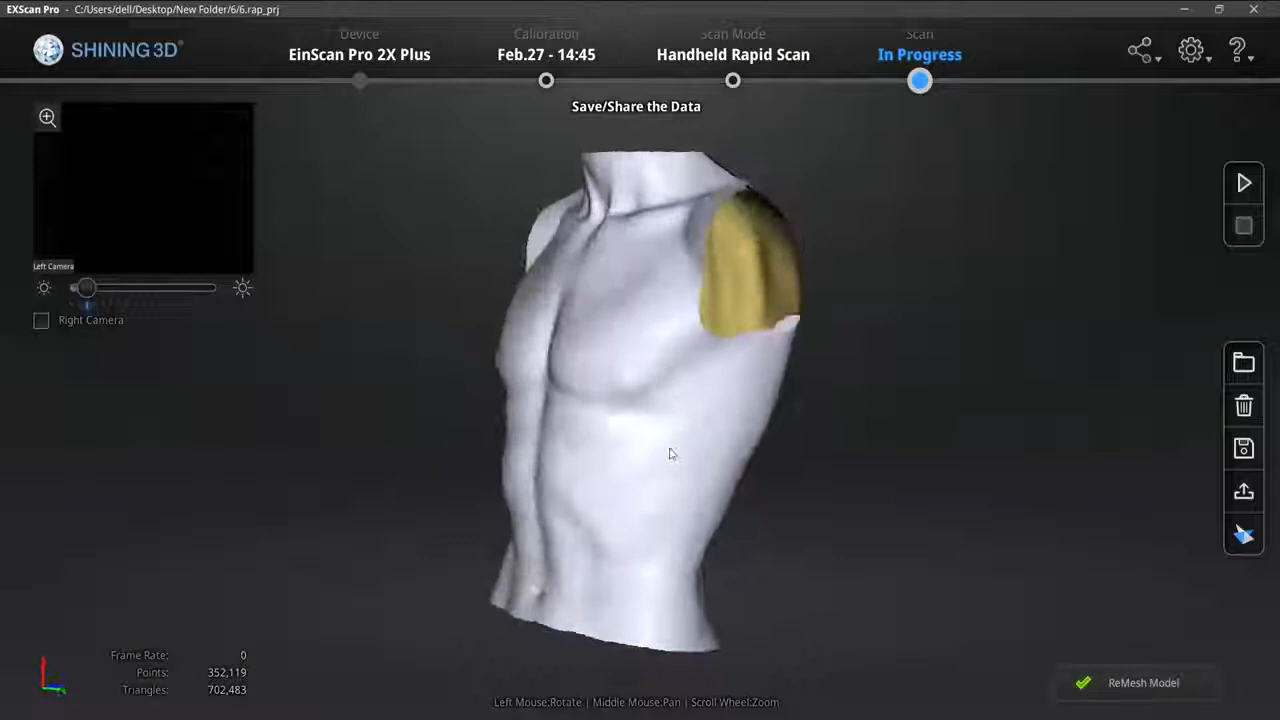 EXScan Pro - C:/Users/dell/Desktop/New Folder/6/6.rap_prj
SHINING 3D®
Device
EinScan Pro 2X Plus
Calibration
Feb.27 - 14:45
Scan Mode
Handheld Rapid Scan
Scan
In Progress
Save/Share the Data
Left Camera
Right Camera
Frame Rate: 0
Points: 352,119
Triangles: 702,483
Left Mouse:Rotate | Middle Mouse:Pan | Scroll Wheel:Zoom
ReMesh Model